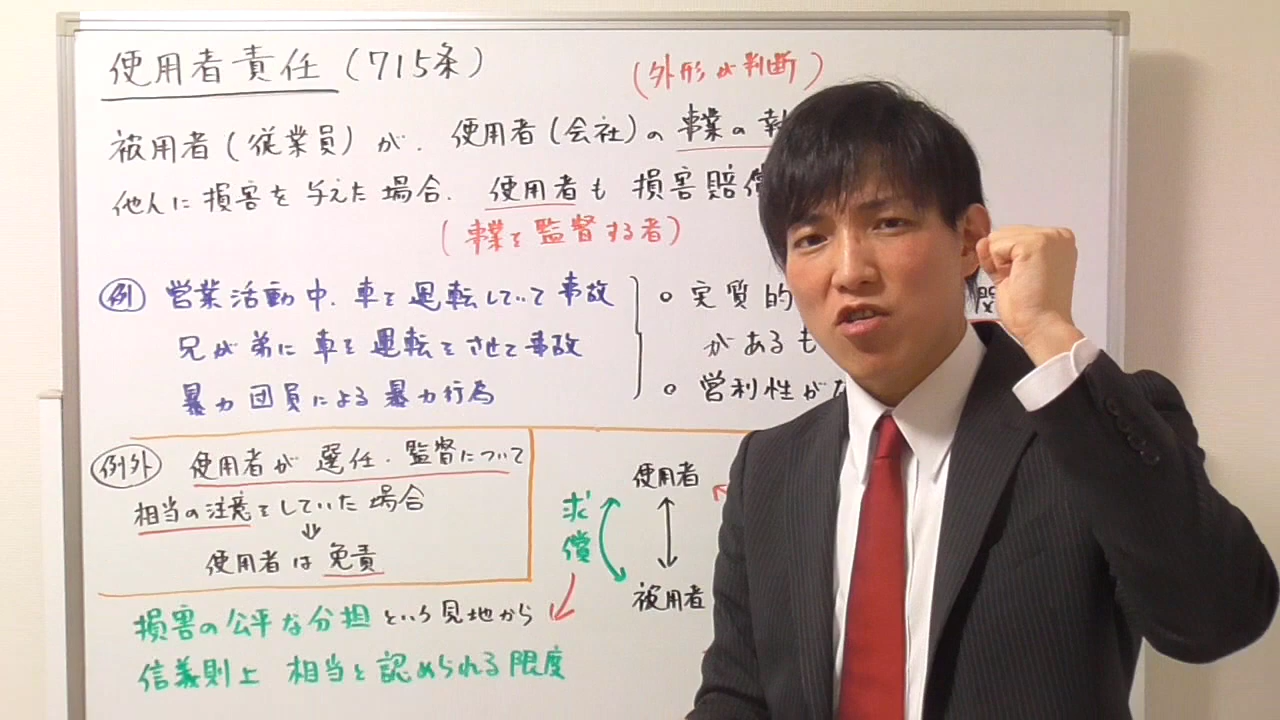 使用者責任(715条)
(外形が判断)
被用者(従業員)が、使用者(会社)の事業の執
他人に損害を与えた場合、使用者も損害賠償
(事業を監督する者)
例 営業活動中、車を運転していて事故
兄が弟に車を運転をさせて事故
暴力団員による暴力行為
○実質的
があるも
○営利性が
例外 使用者が選任・監督について
相当の注意をしていた場合
⇓
使用者は免責
使用者
求償
被用者
損害の公平な分担という見地から
信義則上 相当と認められる限度